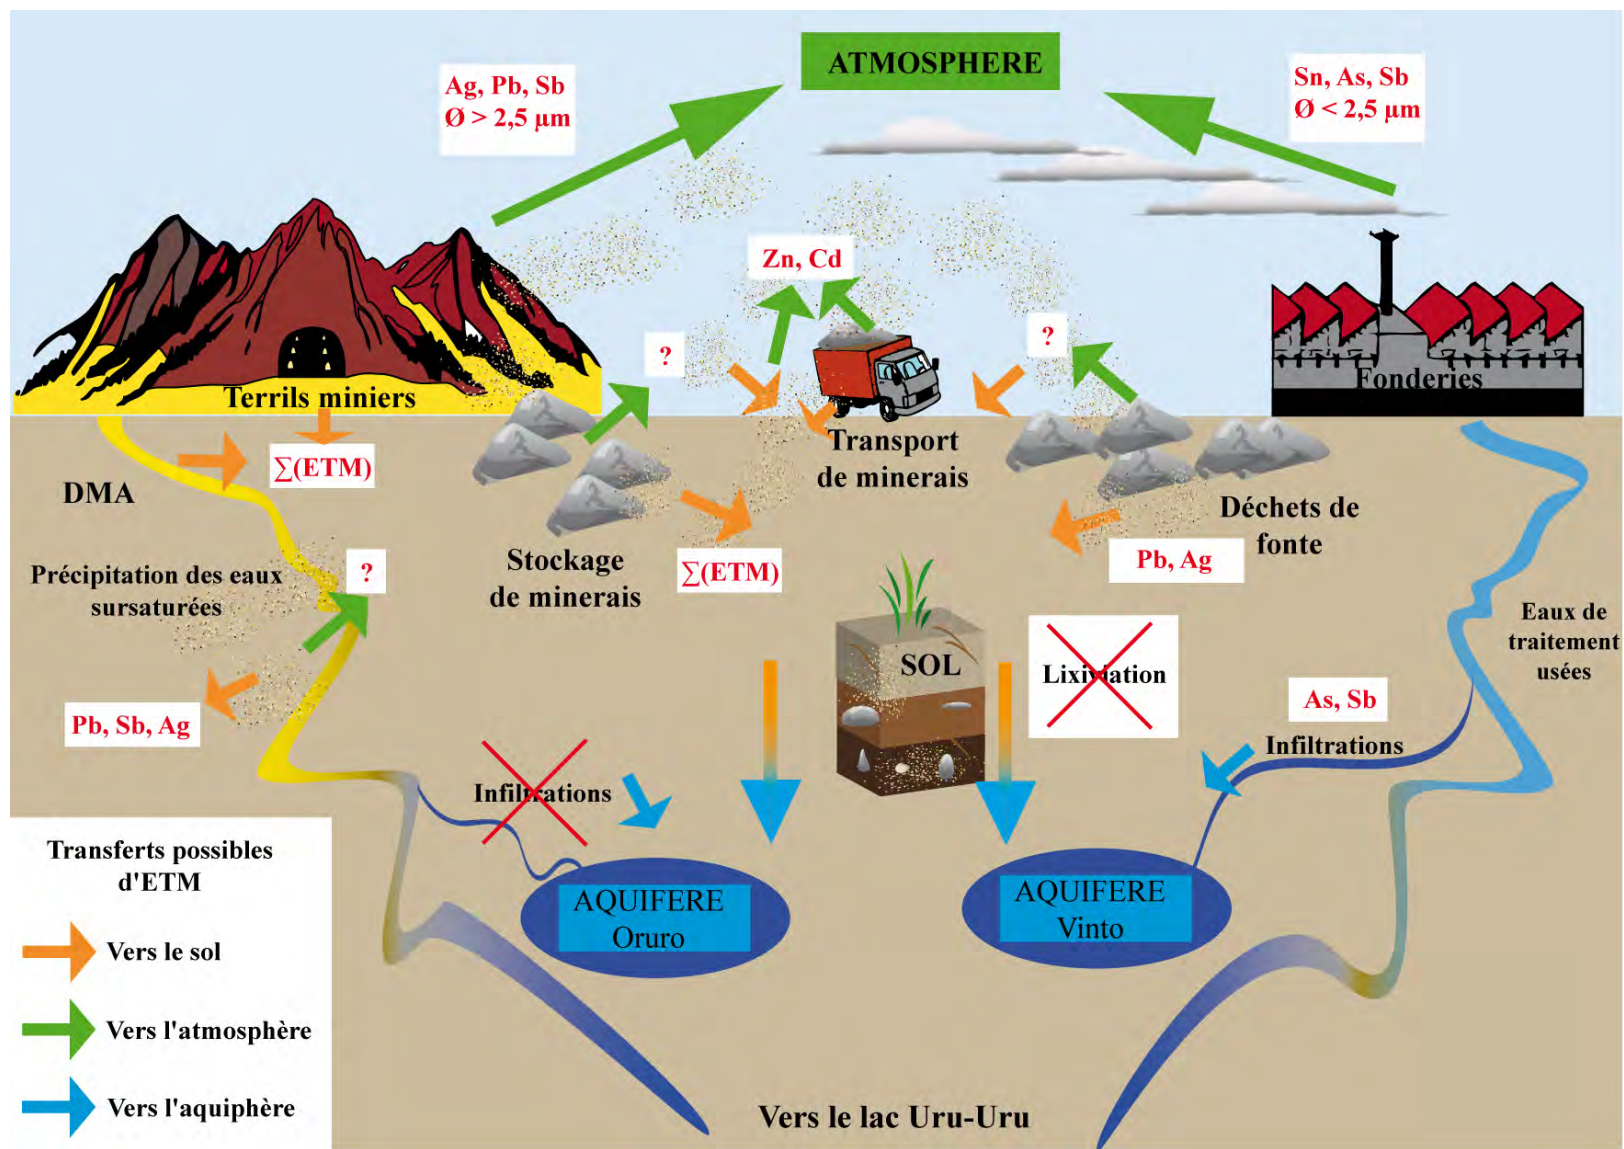 ATMOSPHERE
Ag, Pb, Sb
Ø > 2,5 µm
Sn, As, Sb
Ø < 2,5 µm
Zn, Cd
?
?
Terrils miniers
Fonderies
∑(ETM)
DMA
Transport
de minerais
Stockage
de minerais
∑(ETM)
Déchets de
fonte
Pb, Ag
Précipitation des eaux
sursaturées
?
Pb, Sb, Ag
SOL
Lixiviation
Eaux de
traitement
usées
As, Sb
Infiltrations
Infiltrations
AQUIFERE
Oruro
AQUIFERE
Vinto
Transferts possibles
d'ETM
Vers le sol
Vers l'atmosphère
Vers l'aquiphère
Vers le lac Uru-Uru